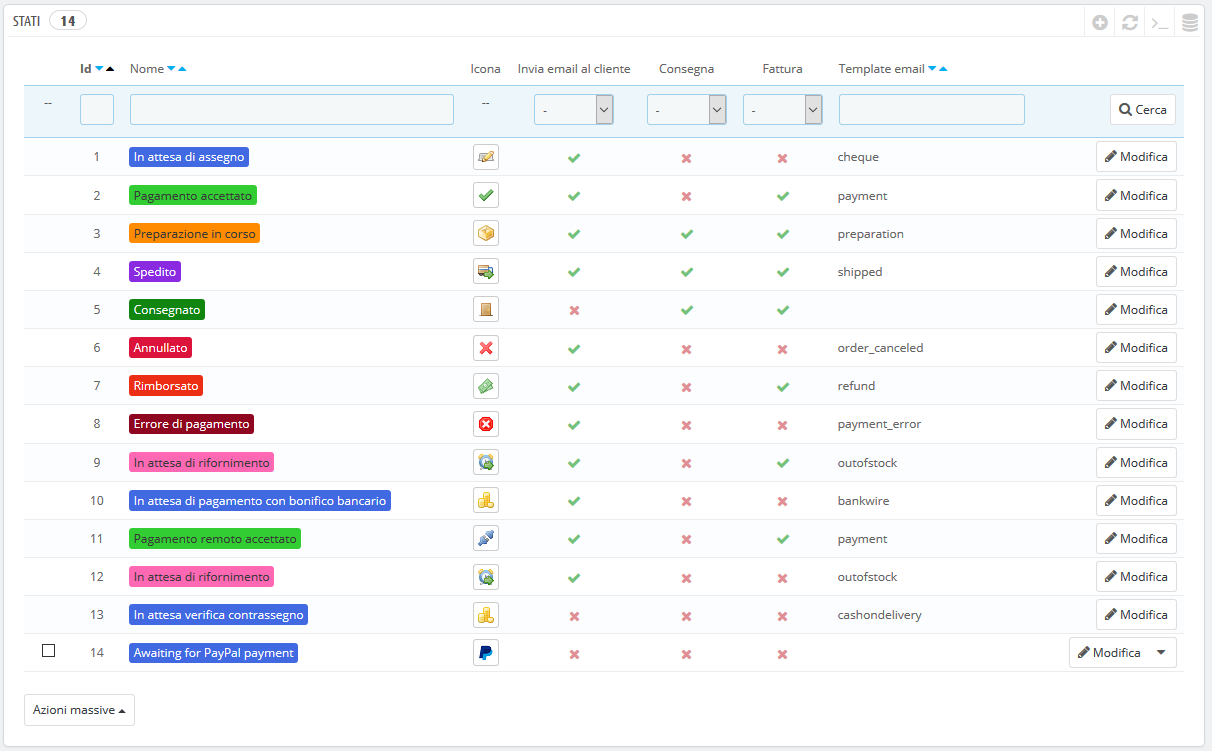 STATI 14
Id Nome Icona Invia email al cliente Consegna Fattura Template email
-- -- - - - Cerca
1 In attesa di assegno cheque Modifica
2 Pagamento accettato payment Modifica
3 Preparazione in corso preparation Modifica
4 Spedito shipped Modifica
5 Consegnato Modifica
6 Annullato order_canceled Modifica
7 Rimborsato refund Modifica
8 Errore di pagamento payment_error Modifica
9 In attesa di rifornimento outofstock Modifica
10 In attesa di pagamento con bonifico bancario bankwire Modifica
11 Pagamento remoto accettato payment Modifica
12 In attesa di rifornimento outofstock Modifica
13 In attesa verifica contrassegno cashondelivery Modifica
14 Awaiting for PayPal payment Modifica
Azioni massive